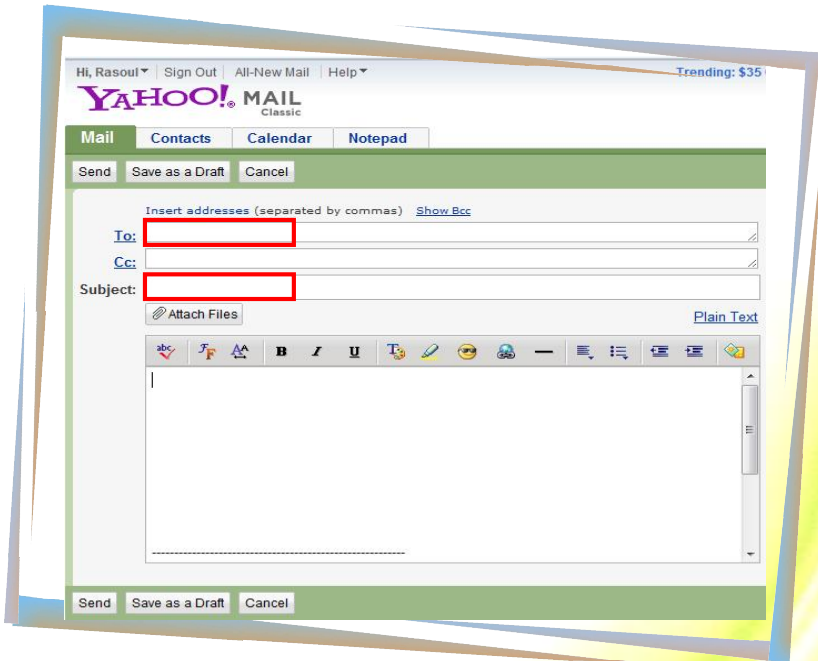 Hi, Rasoul Sign Out All-New Mail Help Trending: $35
YAHOO! MAIL
Classic
Mail Contacts Calendar Notepad
Send Save as a Draft Cancel
Insert addresses (separated by commas) Show Bcc
To:
Cc:
Subject:
Attach Files
Plain Text
abc F F A A B I U T
Send Save as a Draft Cancel